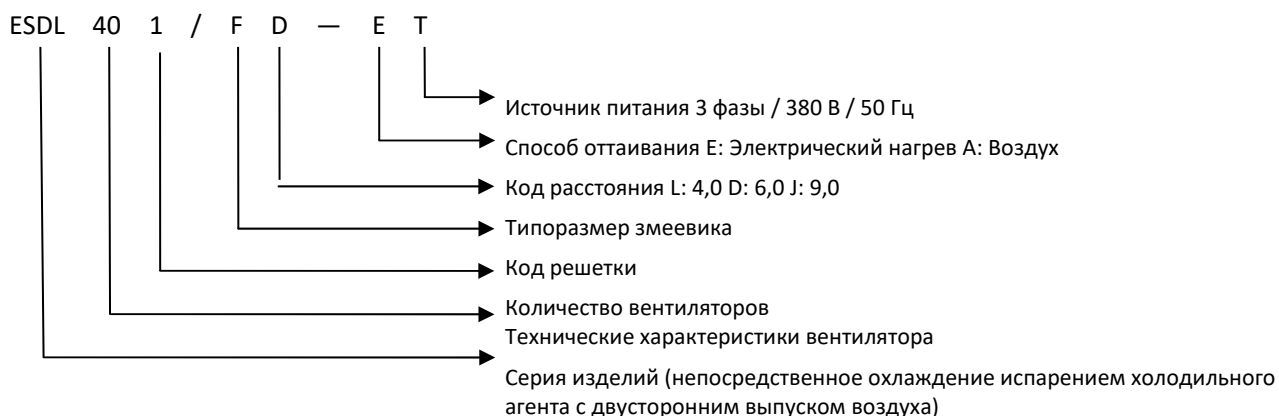 ESDL 40 1 / F D — E T
Источник питания 3 фазы / 380 В / 50 Гц
Способ оттаивания E: Электрический нагрев A: Воздух
Код расстояния L: 4,0 D: 6,0 J: 9,0
Типоразмер змеевика
Код решетки
Количество вентиляторов
Технические характеристики вентилятора
Серия изделий (непосредственное охлаждение испарением холодильного
агента с двусторонним выпуском воздуха)